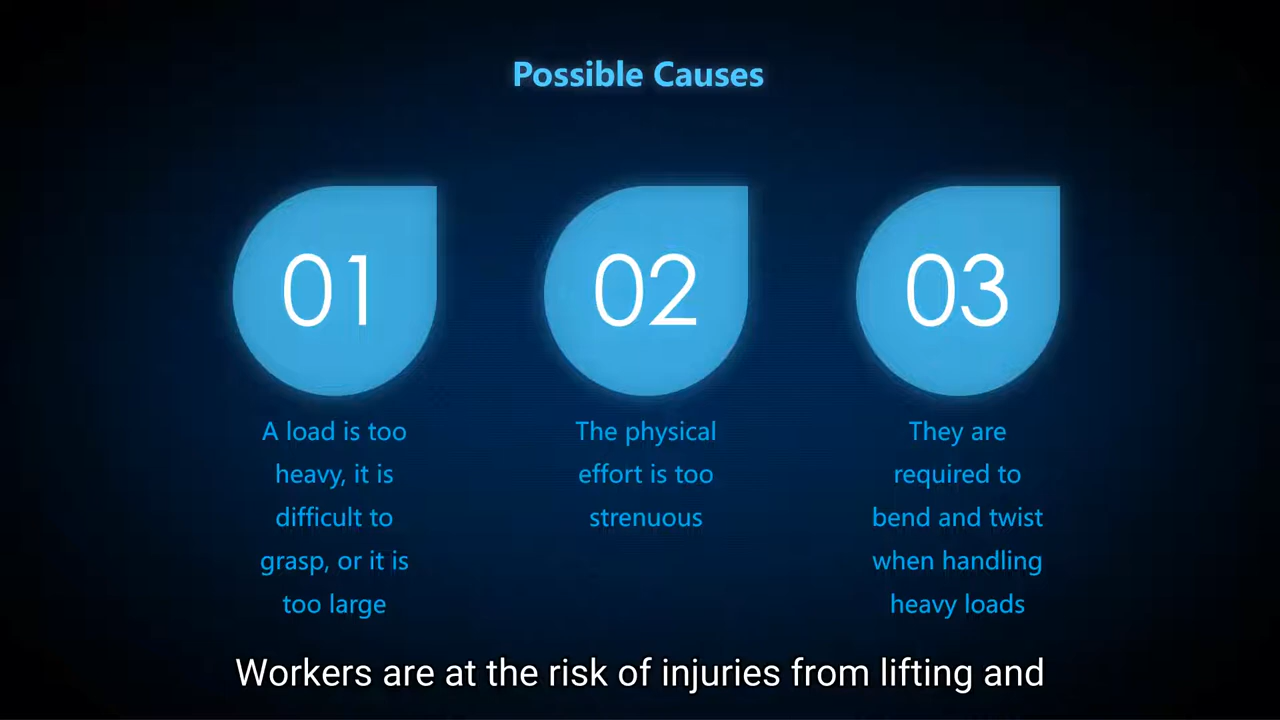 Possible Causes
01
02
03
A load is too
heavy, it is
difficult to
grasp, or it is
too large
The physical
effort is too
strenuous
They are
required to
bend and twist
when handling
heavy loads
Workers are at the risk of injuries from lifting and